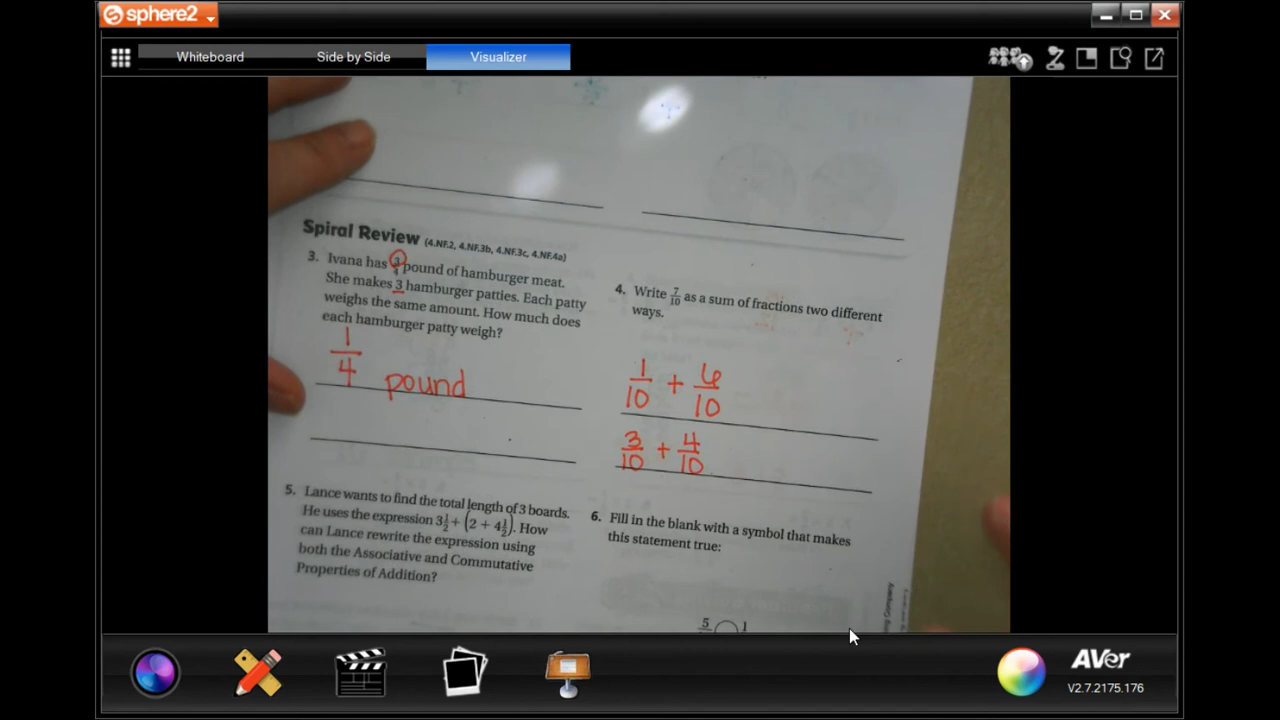 sphere2
Whiteboard Side by Side Visualizer
Spiral Review (4.NF.2, 4.NF.3b, 4.NF.3c, 4.NF.4a)
3. Ivana has 3/4 pound of hamburger meat.
She makes 3 hamburger patties. Each patty
weighs the same amount. How much does
each hamburger patty weigh?
1/4 pound
4. Write 7/10 as a sum of fractions two different
ways.
1/10 + 6/10
3/10 + 4/10
5. Lance wants to find the total length of 3 boards.
He uses the expression 3 1/2 + (2 + 4 1/2). How
can Lance rewrite the expression using
both the Associative and Commutative
Properties of Addition?
6. Fill in the blank with a symbol that makes
this statement true:
AVer
V2.7.2175.176